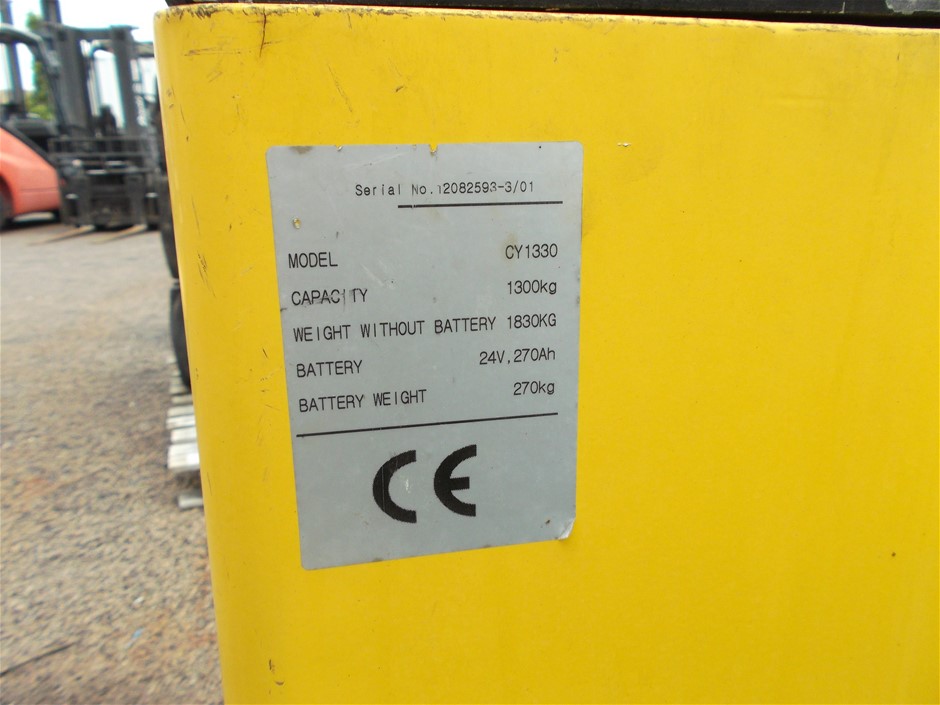 Serial No.12082593-3/01
MODEL CY1330
CAPACITY 1300kg
WEIGHT WITHOUT BATTERY 1830KG
BATTERY 24V,270Ah
BATTERY WEIGHT 270kg
CE